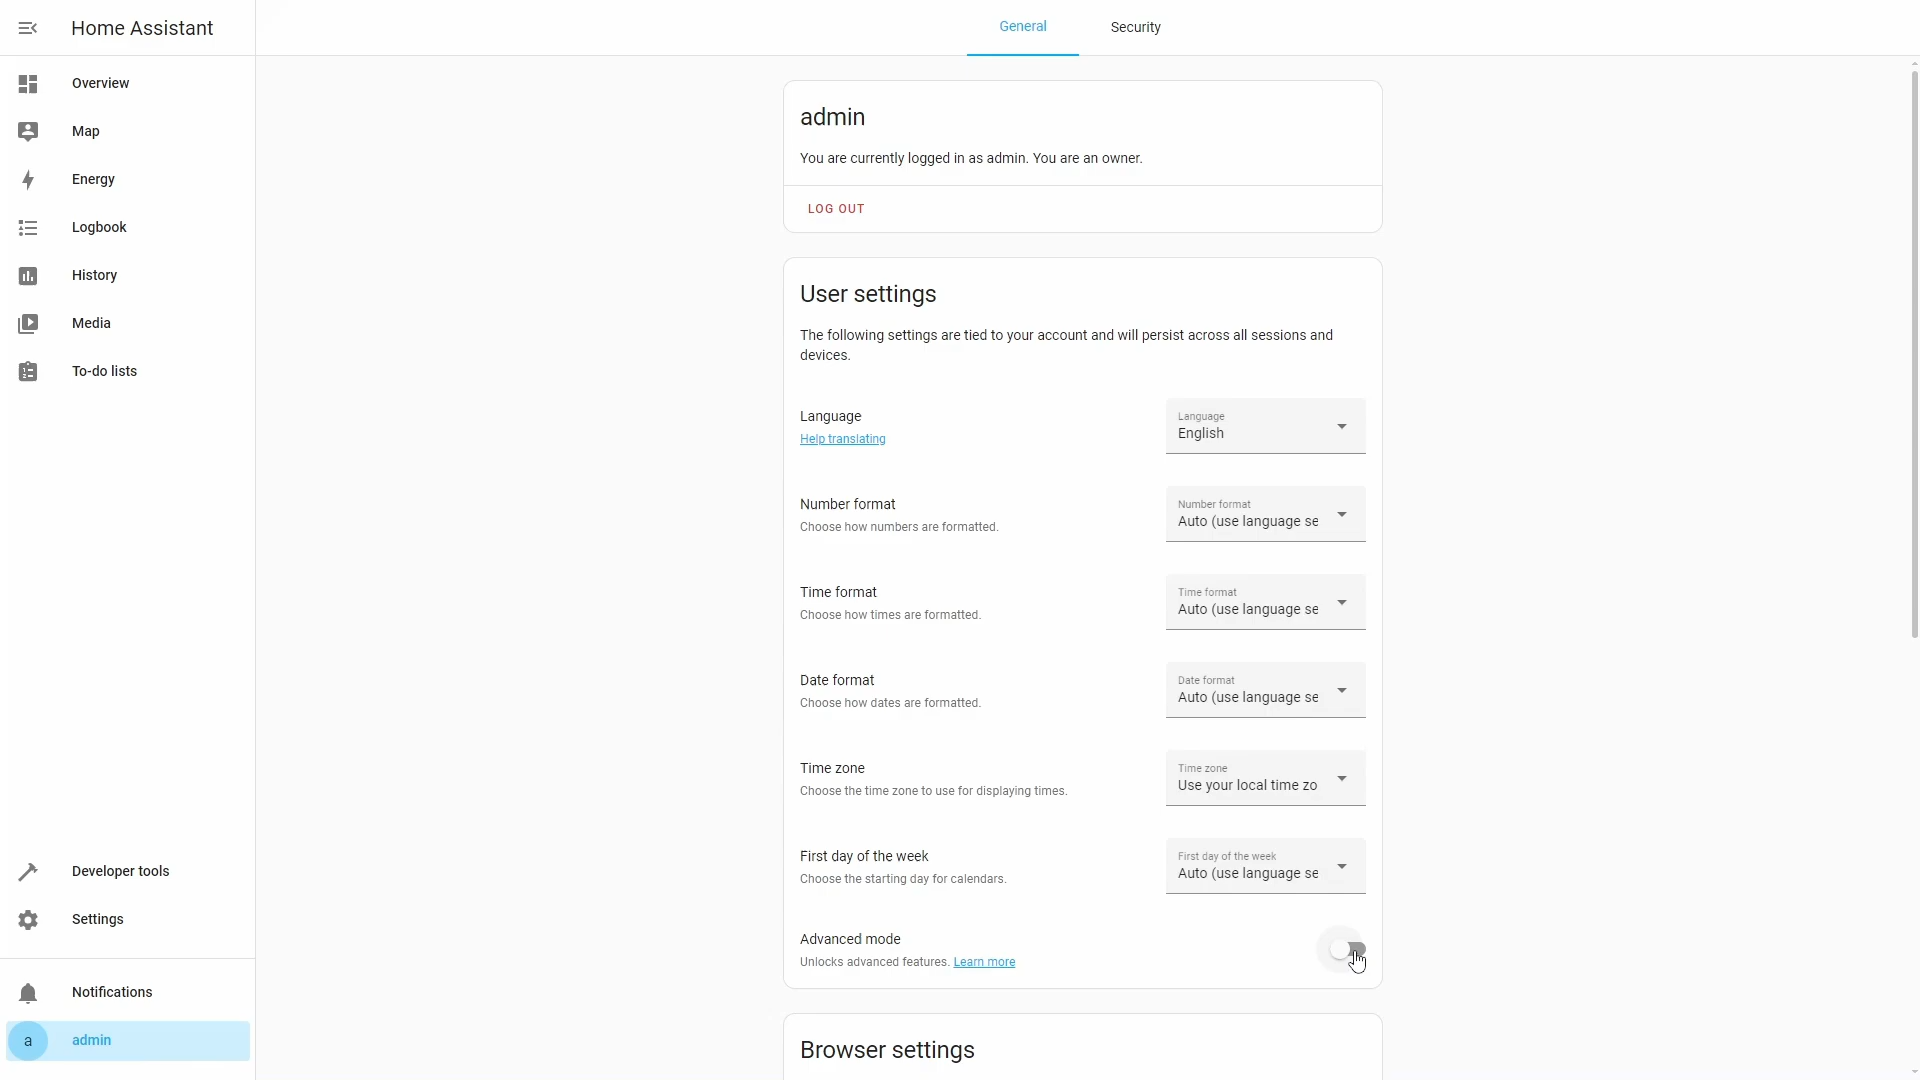 Home Assistant
General
Security
Overview
Map
Energy
Logbook
History
Media
To-do lists
Developer tools
Settings
Notifications
a
admin
admin
You are currently logged in as admin. You are an owner.
LOG OUT
User settings
The following settings are tied to your account and will persist across all sessions and
devices.
Language
Help translating
Language
English
Number format
Choose how numbers are formatted.
Number format
Auto (use language se
Time format
Choose how times are formatted.
Time format
Auto (use language se
Date format
Choose how dates are formatted.
Date format
Auto (use language se
Time zone
Choose the time zone to use for displaying times.
Time zone
Use your local time zo
First day of the week
Choose the starting day for calendars.
First day of the week
Auto (use language se
Advanced mode
Unlocks advanced features. Learn more
Browser settings